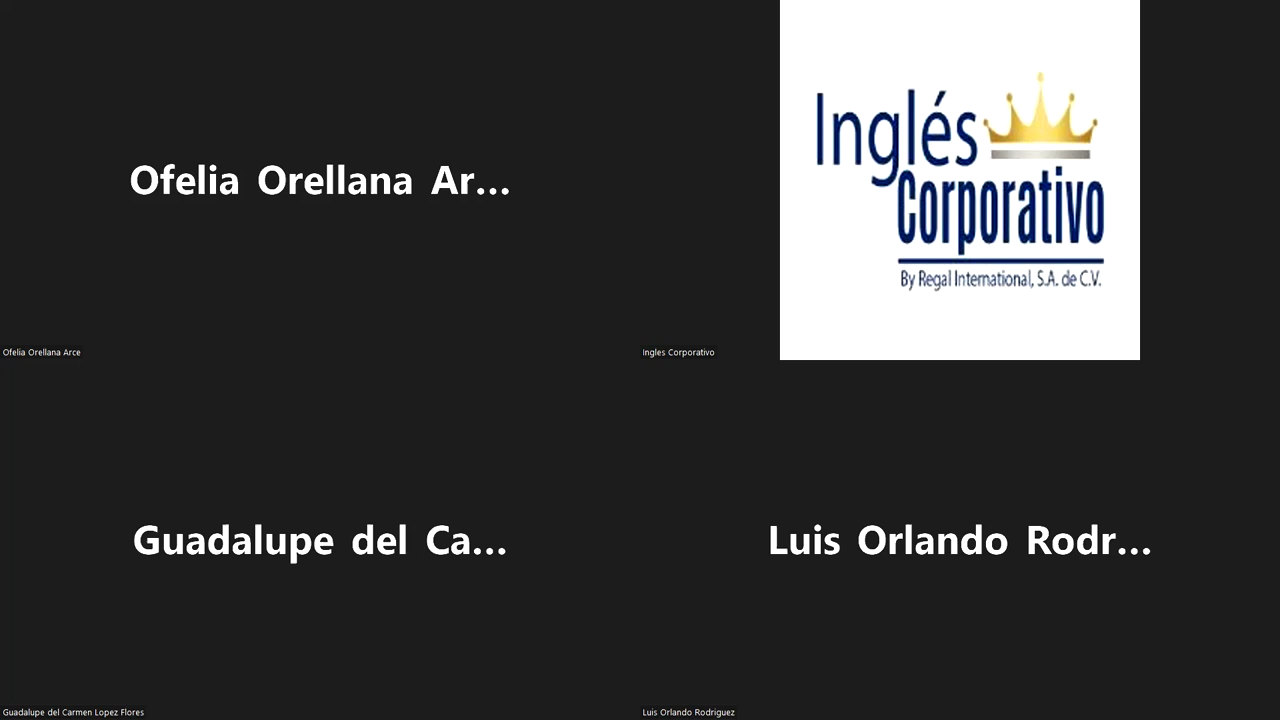 Ofelia Orellana Ar...
Ofelia Orellana Arce
Inglés
Corporativo
By Regal International, S.A. de C.V.
Ingles Corporativo
Guadalupe del Ca...
Guadalupe del Carmen Lopez Flores
Luis Orlando Rodr...
Luis Orlando Rodriguez